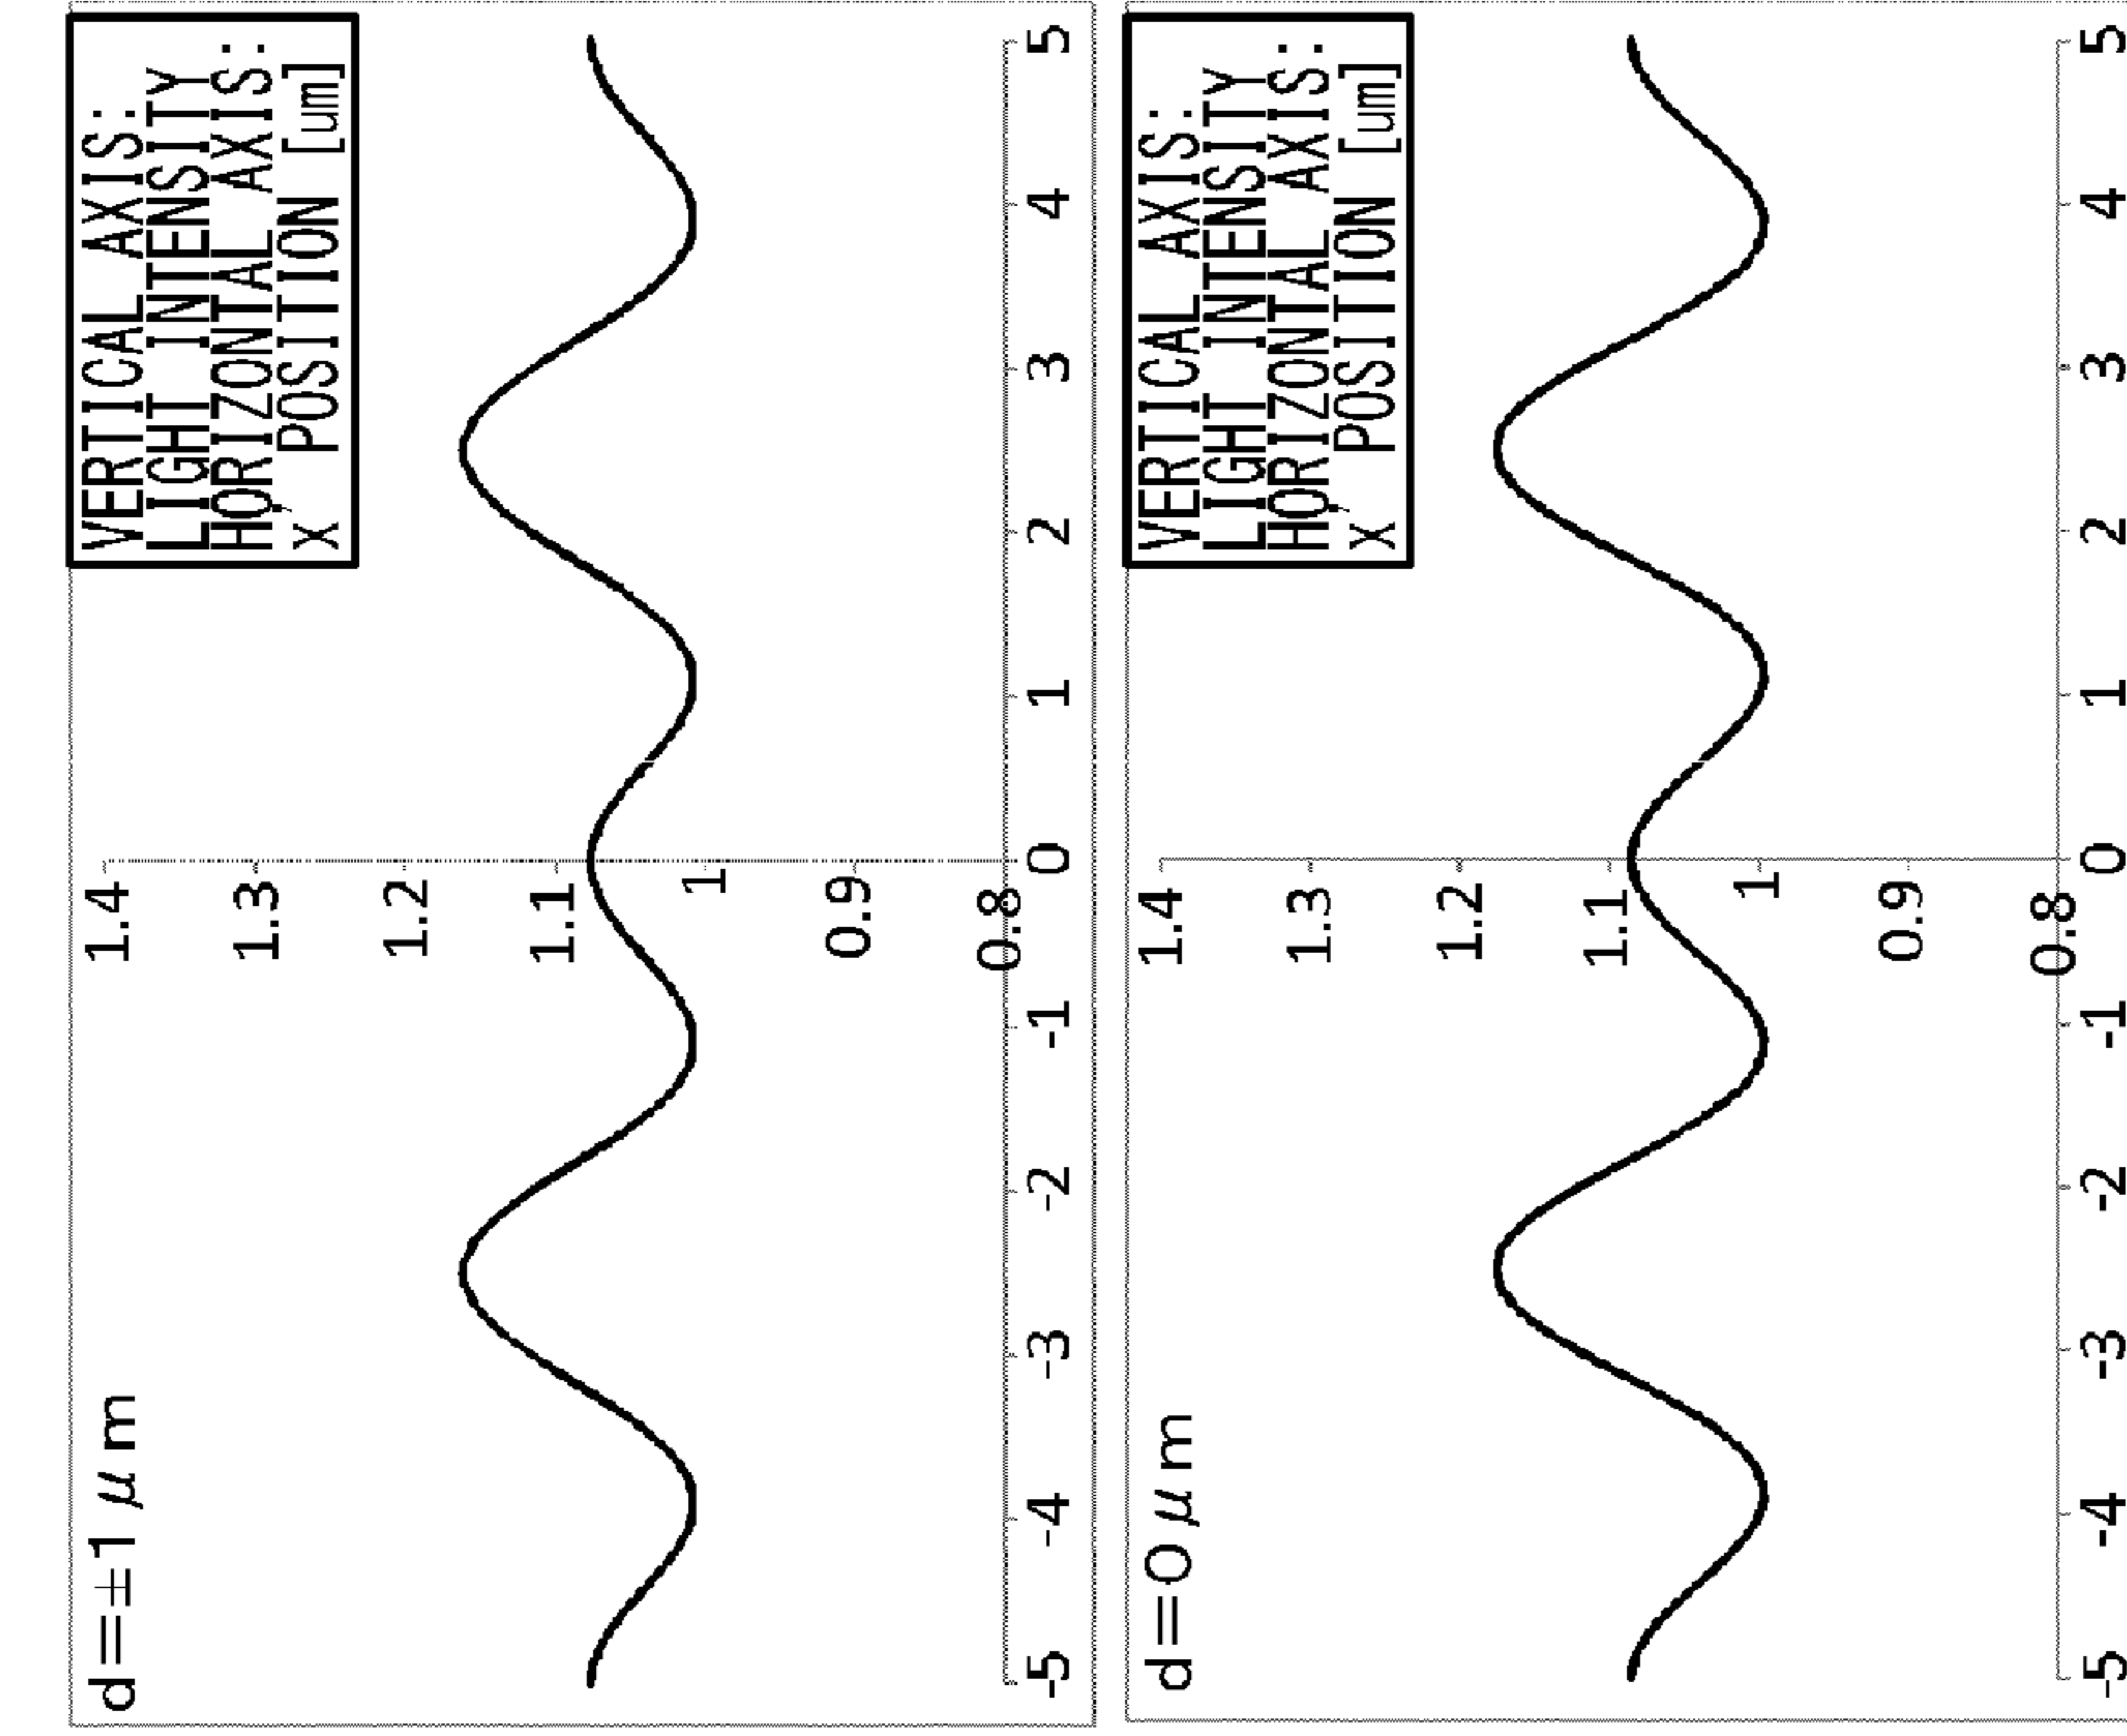 d=±1μm
VERTICAL AXIS:
LIGHT INTENSITY
HORIZONTAL AXIS:
x' POSITION [um]
1.4
1.3
1.2
1.1
1
0.9
0.8
-5 -4 -3 -2 -1 0 1 2 3 4 5
d=0μm
VERTICAL AXIS:
LIGHT INTENSITY
HORIZONTAL AXIS:
x' POSITION [um]
1.4
1.3
1.2
1.1
1
0.9
0.8
-5 -4 -3 -2 -1 0 1 2 3 4 5